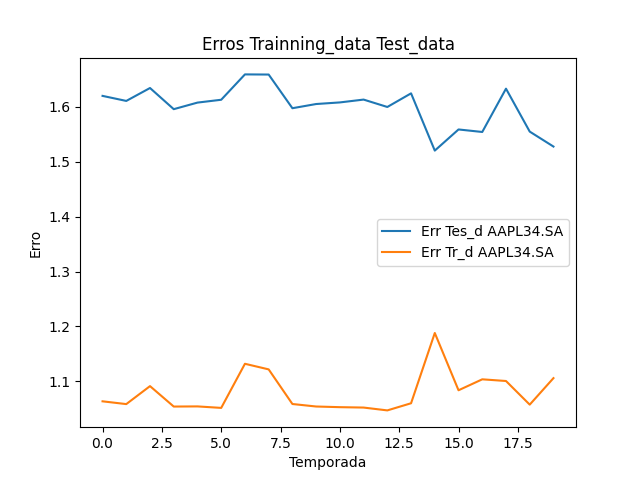 Erros Trainning_data Test_data
1.6
1.5
1.4
1.3
1.2
1.1
Erro
Err Tes_d AAPL34.SA
Err Tr_d AAPL34.SA
0.0 2.5 5.0 7.5 10.0 12.5 15.0 17.5
Temporada